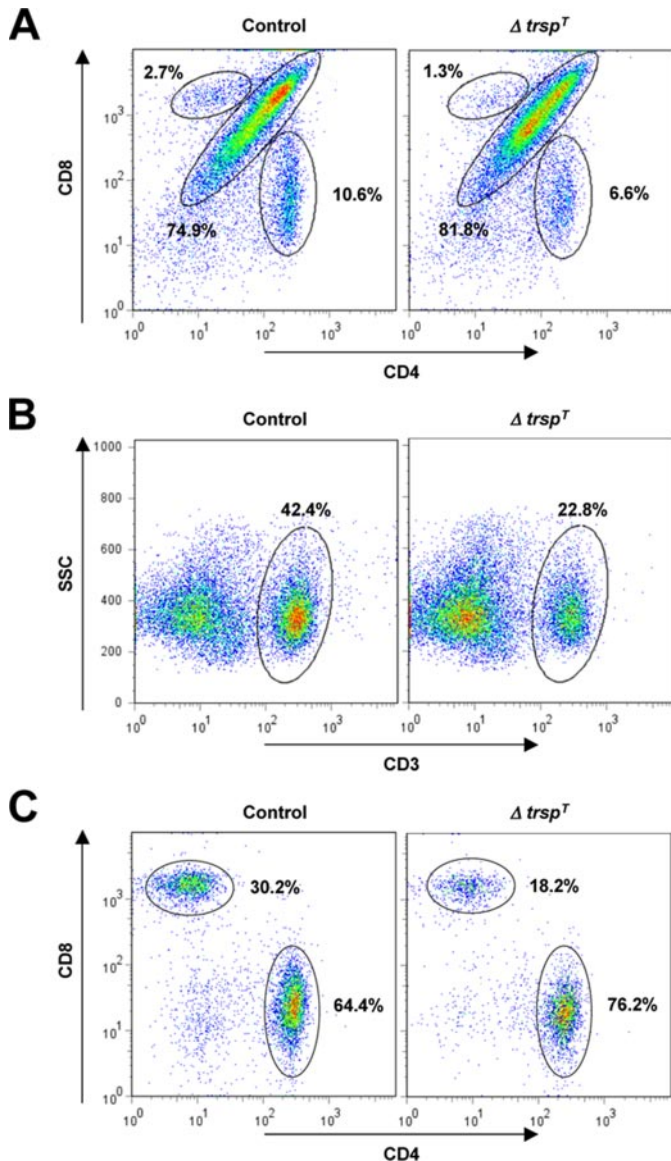 A
Control
Δ trspᵀ
2.7%
1.3%
10³
10²
10¹
10⁰
CD8
74.9%
10.6%
81.8%
6.6%
10⁰ 10¹ 10² 10³
10⁰ 10¹ 10² 10³
CD4
B
Control
Δ trspᵀ
1000
800
600
400
200
0
SSC
42.4%
22.8%
10⁰ 10¹ 10² 10³
10⁰ 10¹ 10² 10³
CD3
C
Control
Δ trspᵀ
10³
10²
10¹
10⁰
CD8
30.2%
18.2%
64.4%
76.2%
10⁰ 10¹ 10² 10³
10⁰ 10¹ 10² 10³
CD4